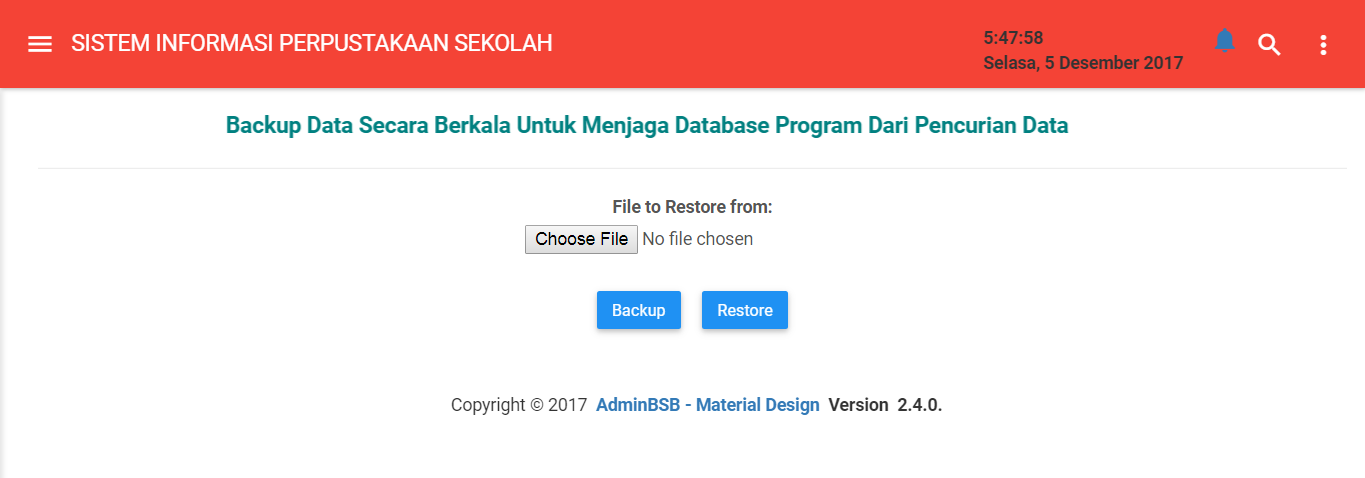 SISTEM INFORMASI PERPUSTAKAAN SEKOLAH
5:47:58
Selasa, 5 Desember 2017
Backup Data Secara Berkala Untuk Menjaga Database Program Dari Pencurian Data
File to Restore from:
Choose File No file chosen
Backup Restore
Copyright © 2017 AdminBSB - Material Design Version 2.4.0.